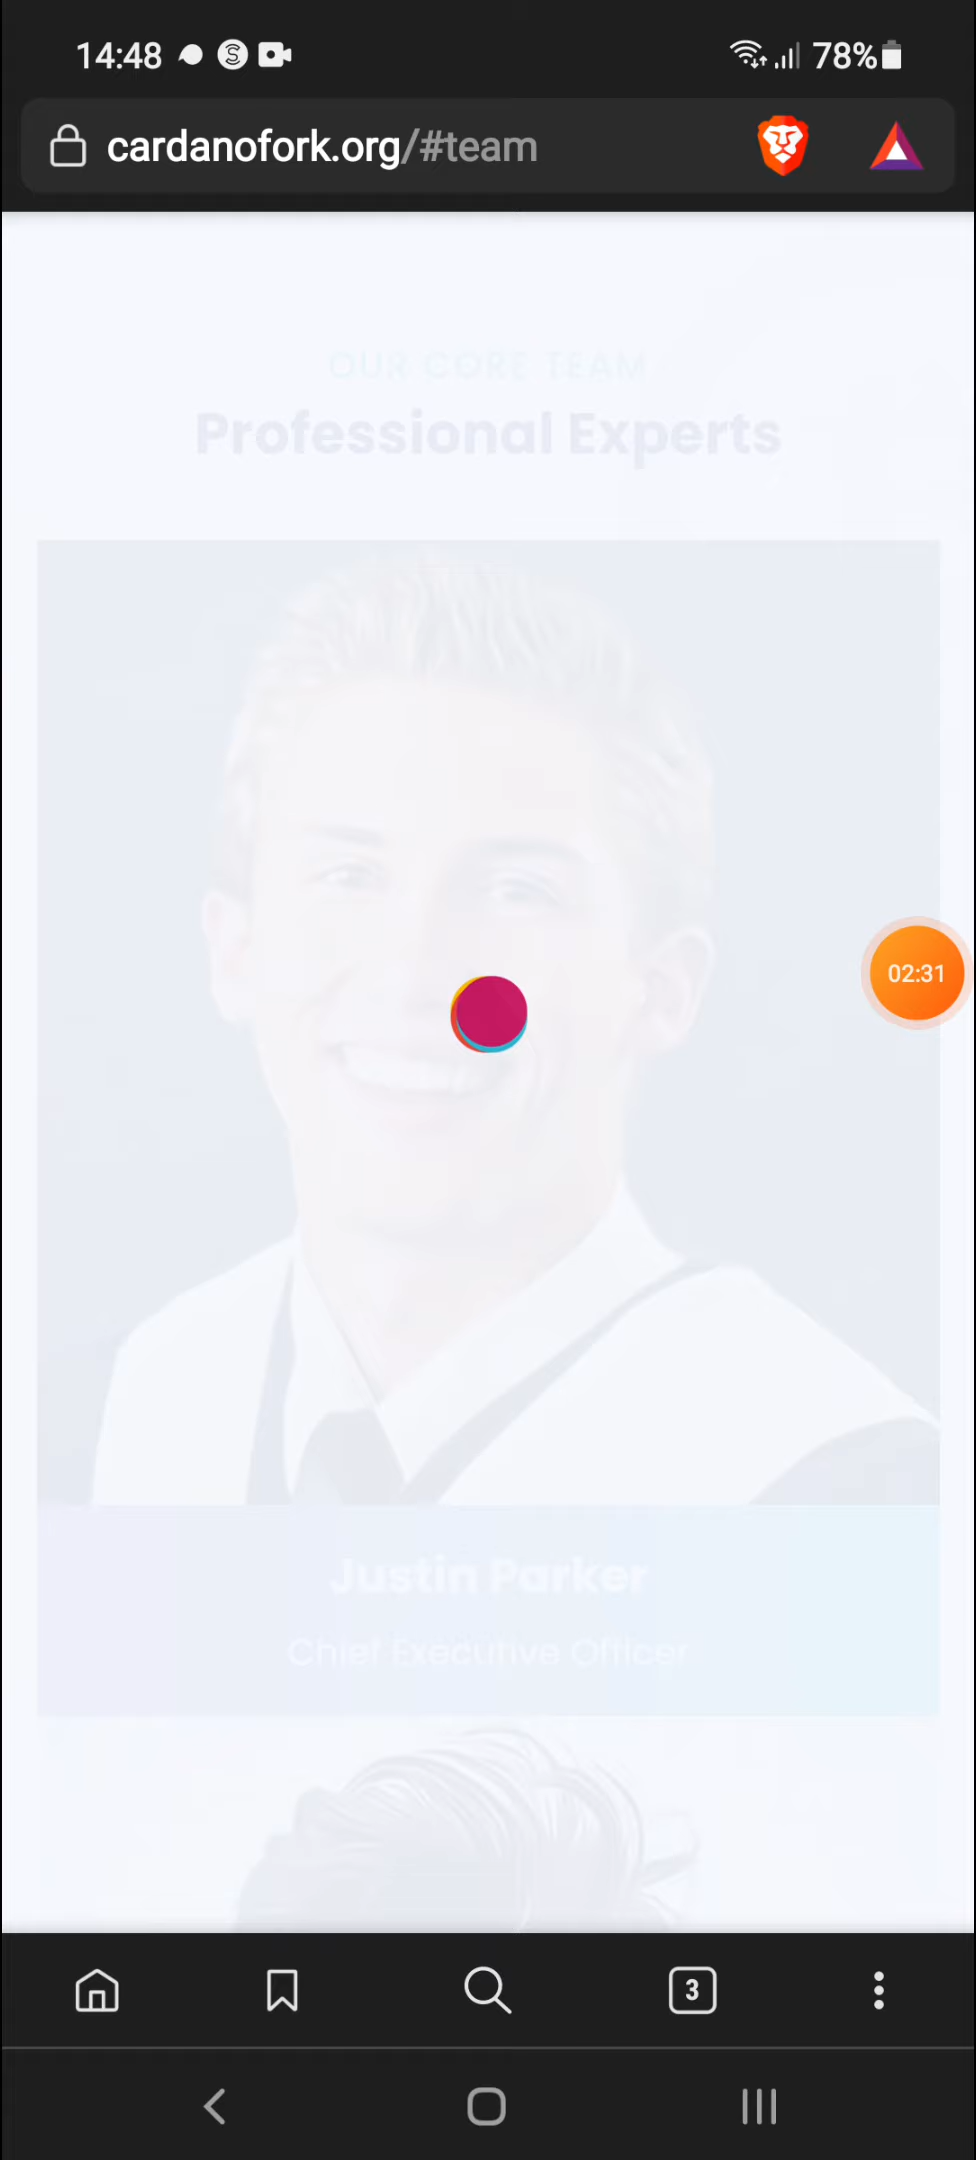 14:48
78%
cardanofork.org/#team
OUR CORE TEAM
Professional Experts
02:31
Justin Parker
Chief Executive Officer
3